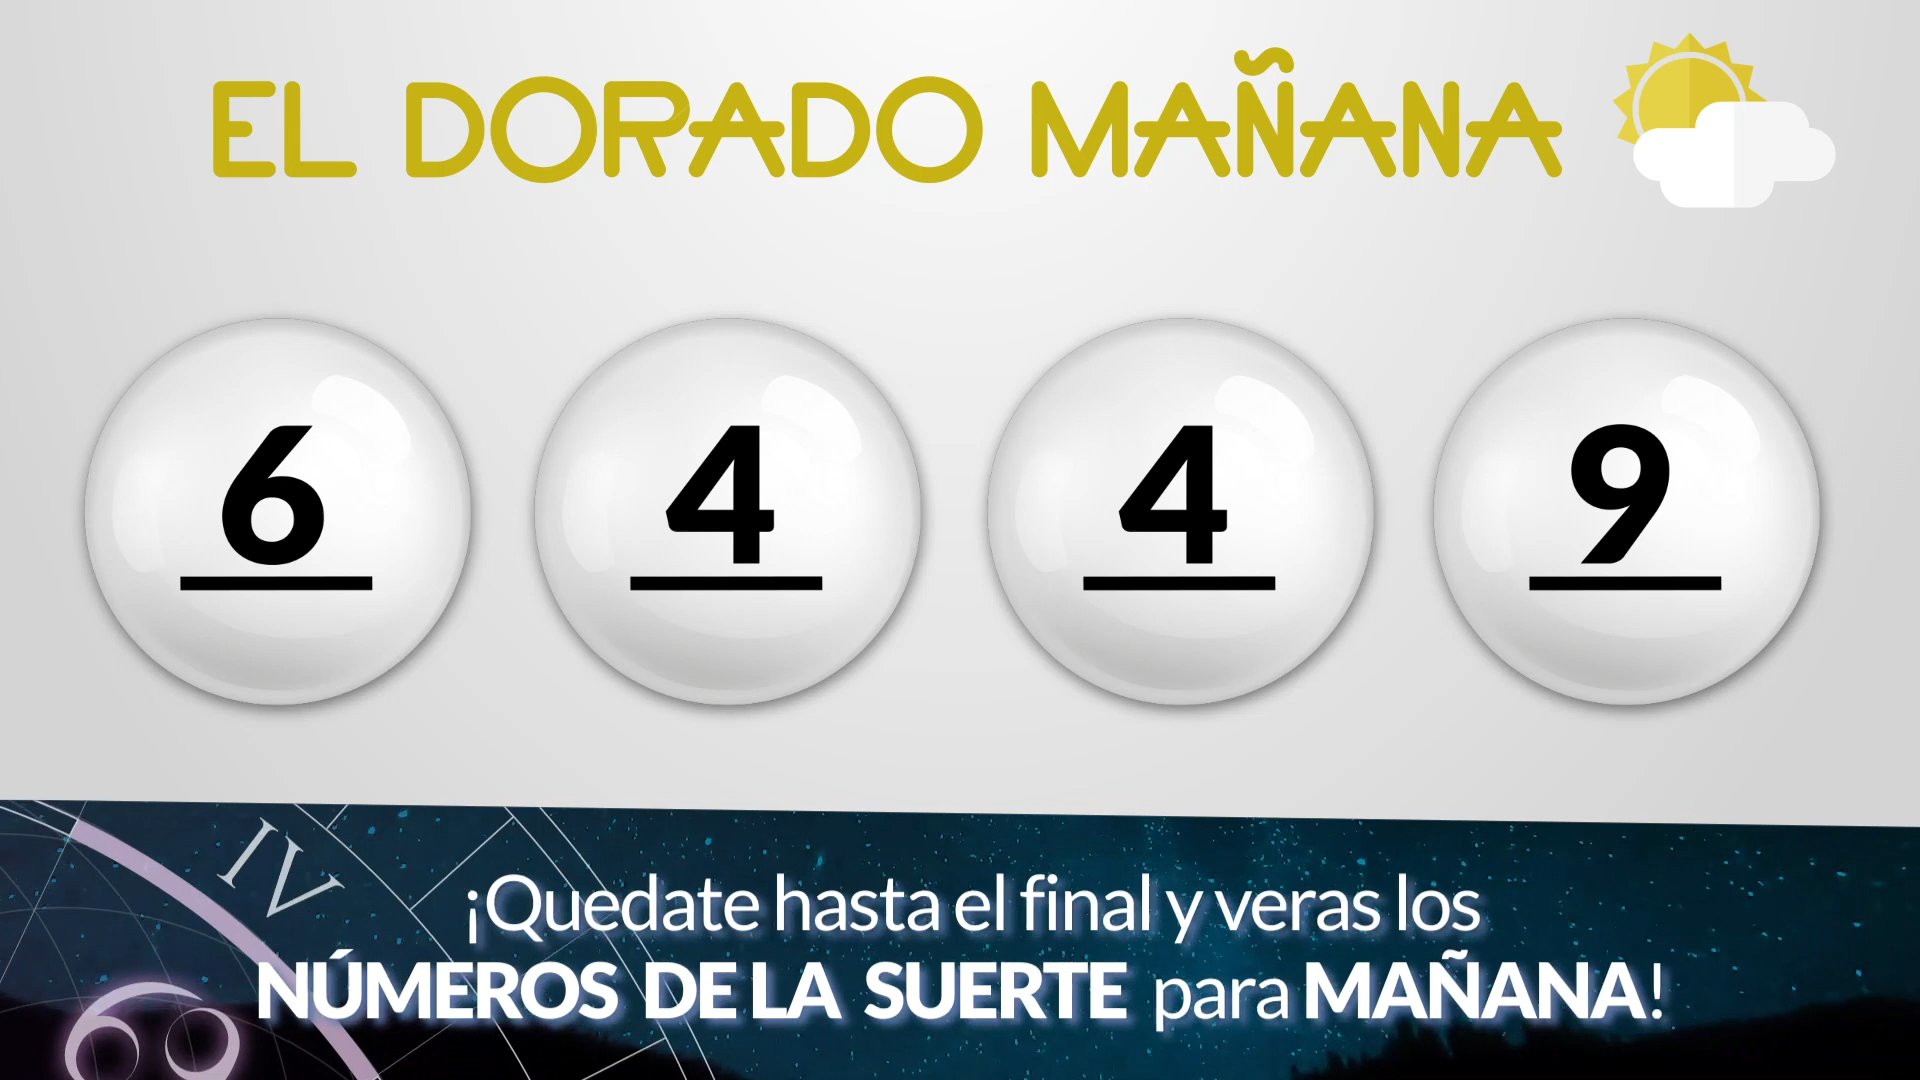 EL DORADO MAÑANA
6 4 4 9
IV
¡Quedate hasta el final y veras los
NÚMEROS DE LA SUERTE para MAÑANA!